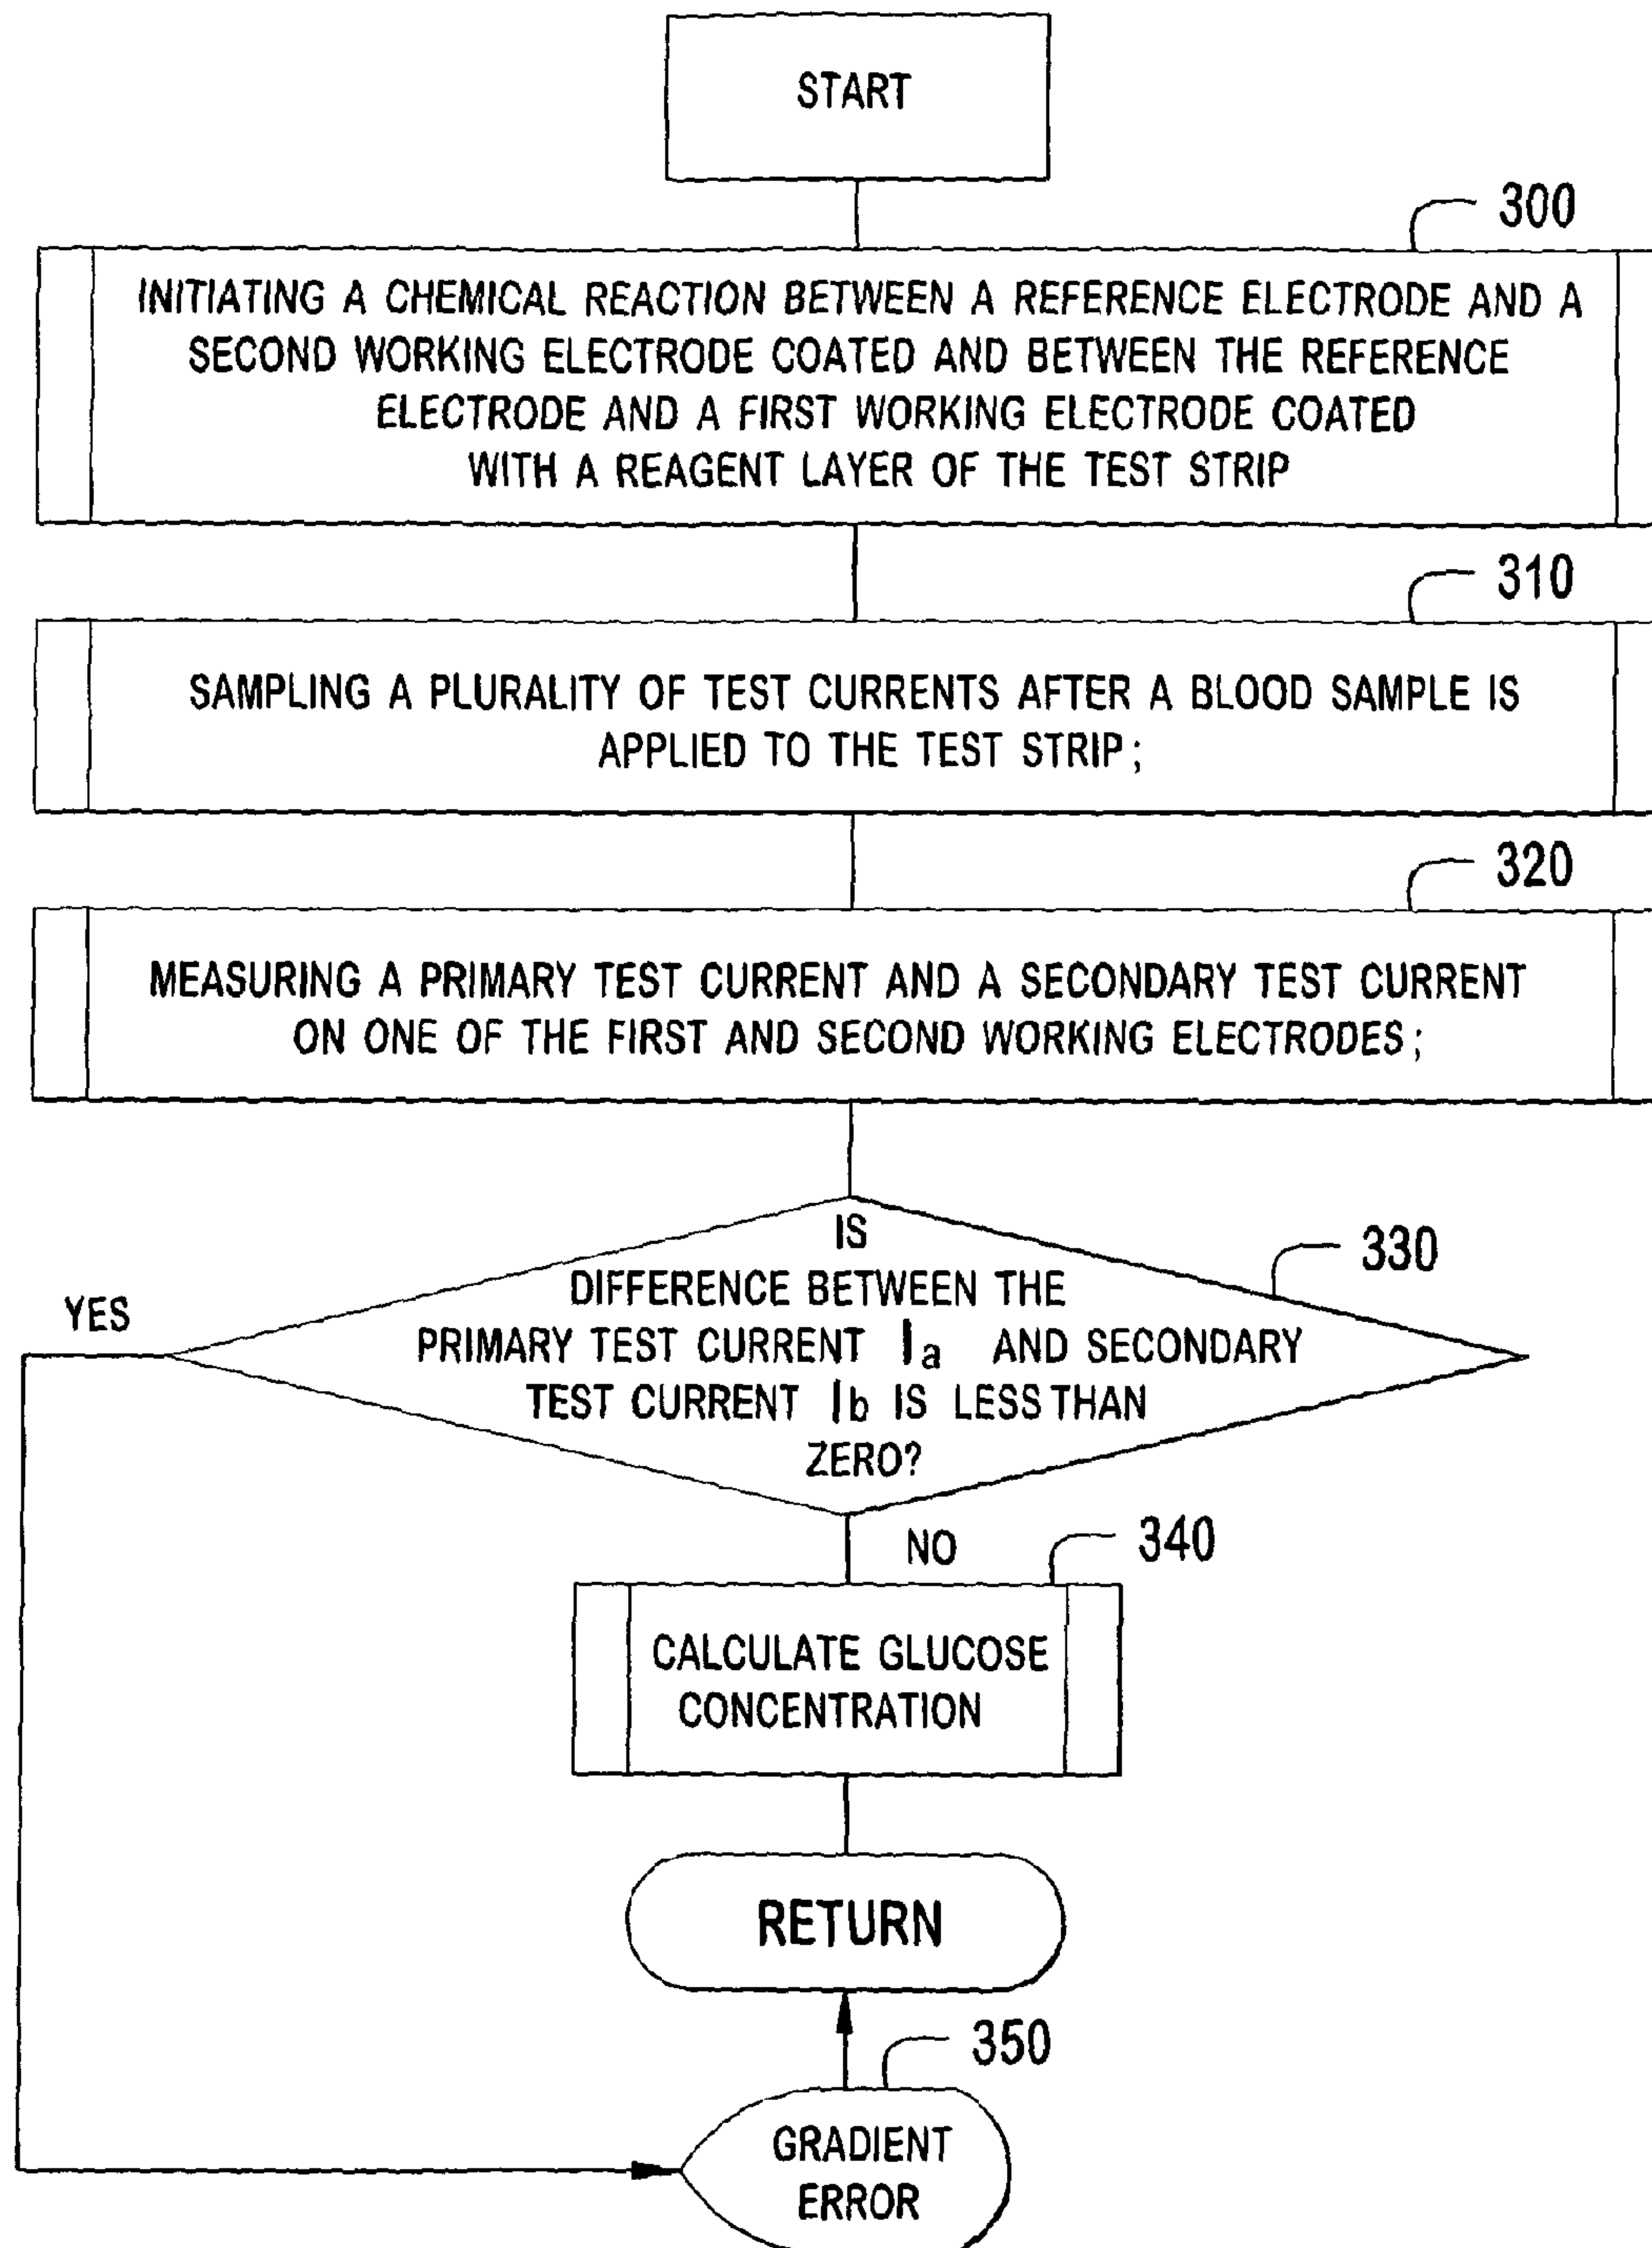 START
300
INITIATING A CHEMICAL REACTION BETWEEN A REFERENCE ELECTRODE AND A
SECOND WORKING ELECTRODE COATED AND BETWEEN THE REFERENCE
ELECTRODE AND A FIRST WORKING ELECTRODE COATED
WITH A REAGENT LAYER OF THE TEST STRIP
310
SAMPLING A PLURALITY OF TEST CURRENTS AFTER A BLOOD SAMPLE IS
APPLIED TO THE TEST STRIP;
320
MEASURING A PRIMARY TEST CURRENT AND A SECONDARY TEST CURRENT
ON ONE OF THE FIRST AND SECOND WORKING ELECTRODES;
330
IS
DIFFERENCE BETWEEN THE
PRIMARY TEST CURRENT Ia AND SECONDARY
TEST CURRENT Ib IS LESS THAN
ZERO?
YES
NO
340
CALCULATE GLUCOSE
CONCENTRATION
RETURN
350
GRADIENT
ERROR